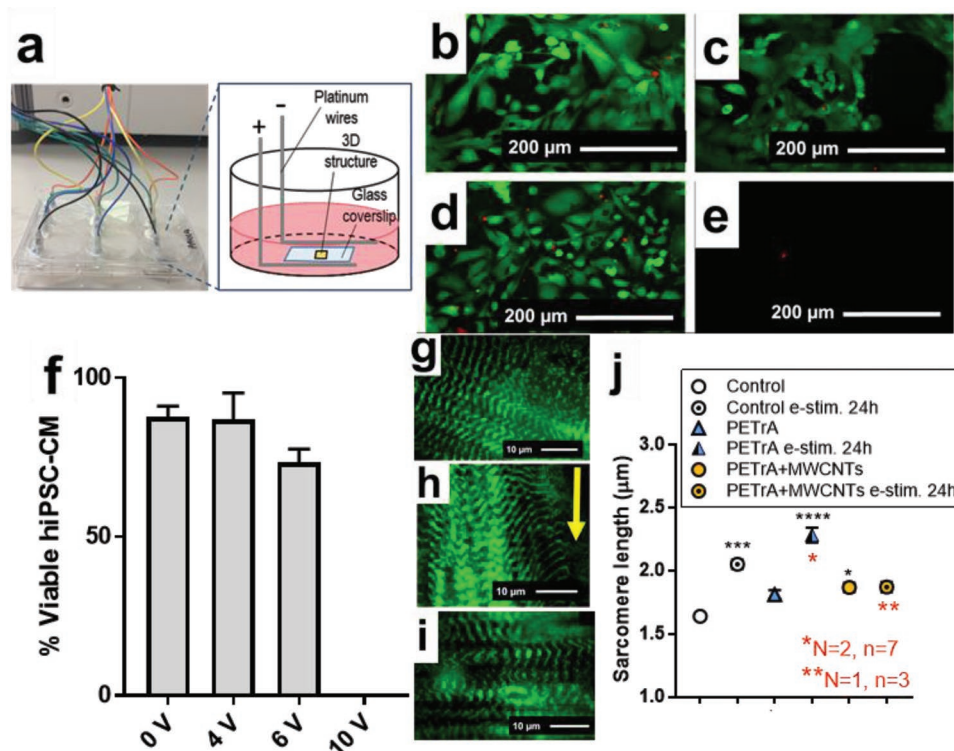 a
Platinum
wires
3D
structure
Glass
coverslip
+
-
b
200 µm
c
200 µm
d
200 µm
e
200 µm
f
% Viable hiPSC-CM
100
50
0
0 V
4 V
6 V
10 V
g
10 µm
h
10 µm
i
10 µm
j
Control
Control e-stim. 24h
PETrA
PETrA e-stim. 24h
PETrA+MWCNTs
PETrA+MWCNTs e-stim. 24h
Sarcomere length (µm)
3.0
2.5
2.0
1.5
1.0
***
****
*
*
**
*N=2, n=7
**N=1, n=3